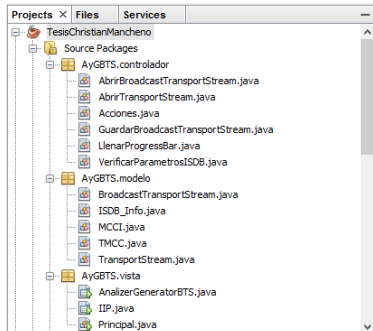 Projects × Files Services
TesisChristianMancheno
Source Packages
AyGBTS.controlador
AbrirBroadcastTransportStream.java
AbrirTransportStream.java
Acciones.java
GuardarBroadcastTransportStream.java
LlenarProgressBar.java
VerificarParametrosISDB.java
AyGBTS.modelo
BroadcastTransportStream.java
ISDB_Info.java
MCCI.java
TMCC.java
TransportStream.java
AyGBTS.vista
AnalizerGeneratorBTS.java
IIP.java
Principal.java